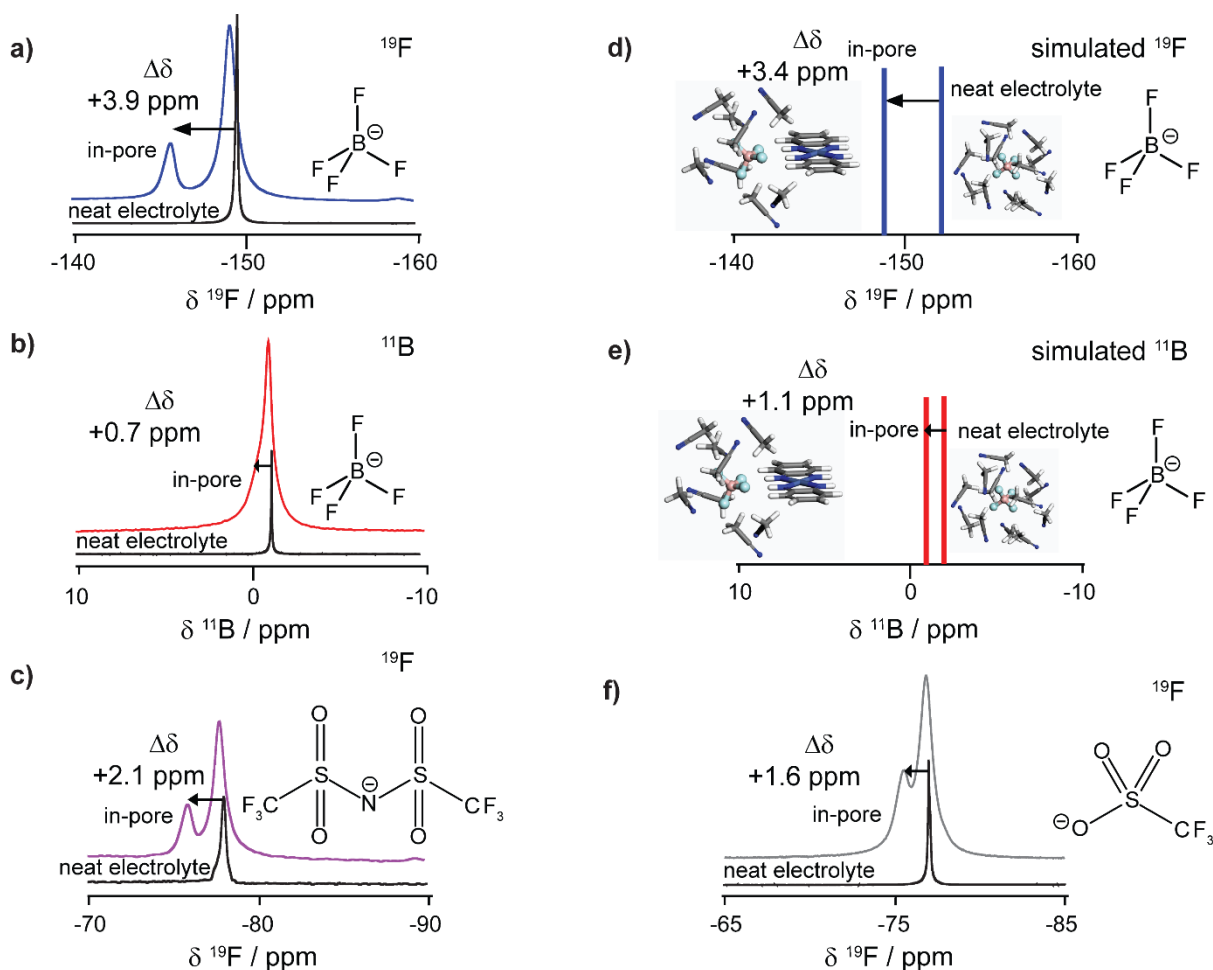 a)
¹⁹F
Δδ
+3.9 ppm
in-pore
neat electrolyte
F
B⊖
F
F
F
-140
-150
-160
δ ¹⁹F / ppm
b)
¹¹B
Δδ
+0.7 ppm
in-pore
neat electrolyte
F
B⊖
F
F
F
10
0
-10
δ ¹¹B / ppm
c)
¹⁹F
Δδ
+2.1 ppm
in-pore
neat electrolyte
O O
S ⊖ S
F₃C N CF₃
O O
-70
-80
-90
δ ¹⁹F / ppm
d)
Δδ
+3.4 ppm
in-pore
simulated ¹⁹F
neat electrolyte
F
B⊖
F
F
F
-140
-150
-160
δ ¹⁹F / ppm
e)
simulated ¹¹B
Δδ
+1.1 ppm
in-pore
neat electrolyte
F
B⊖
F
F
F
10
0
-10
δ ¹¹B / ppm
f)
¹⁹F
Δδ
+1.6 ppm
in-pore
neat electrolyte
O O
S
⊖O CF₃
-65
-75
-85
δ ¹⁹F / ppm